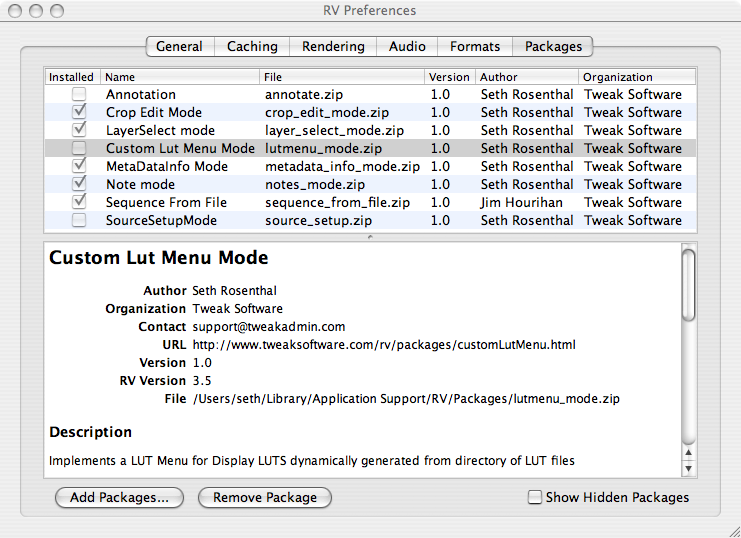 RV Preferences
General Caching Rendering Audio Formats Packages
Installed Name File Version Author Organization
Annotation annotate.zip 1.0 Seth Rosenthal Tweak Software
Crop Edit Mode crop_edit_mode.zip 1.0 Seth Rosenthal Tweak Software
LayerSelect mode layer_select_mode.zip 1.0 Seth Rosenthal Tweak Software
Custom Lut Menu Mode lutmenu_mode.zip 1.0 Seth Rosenthal Tweak Software
MetaDataInfo Mode metadata_info_mode.zip 1.0 Seth Rosenthal Tweak Software
Note mode notes_mode.zip 1.0 Seth Rosenthal Tweak Software
Sequence From File sequence_from_file.zip 1.0 Jim Hourihan Tweak Software
SourceSetupMode source_setup.zip 1.0 Seth Rosenthal Tweak Software
Custom Lut Menu Mode
Author Seth Rosenthal
Organization Tweak Software
Contact support@tweakadmin.com
URL http://www.tweaksoftware.com/rv/packages/customLutMenu.html
Version 1.0
RV Version 3.5
File /Users/seth/Library/Application Support/RV/Packages/lutmenu_mode.zip
Description
Implements a LUT Menu for Display LUTS dynamically generated from directory of LUT files
Add Packages... Remove Package Show Hidden Packages